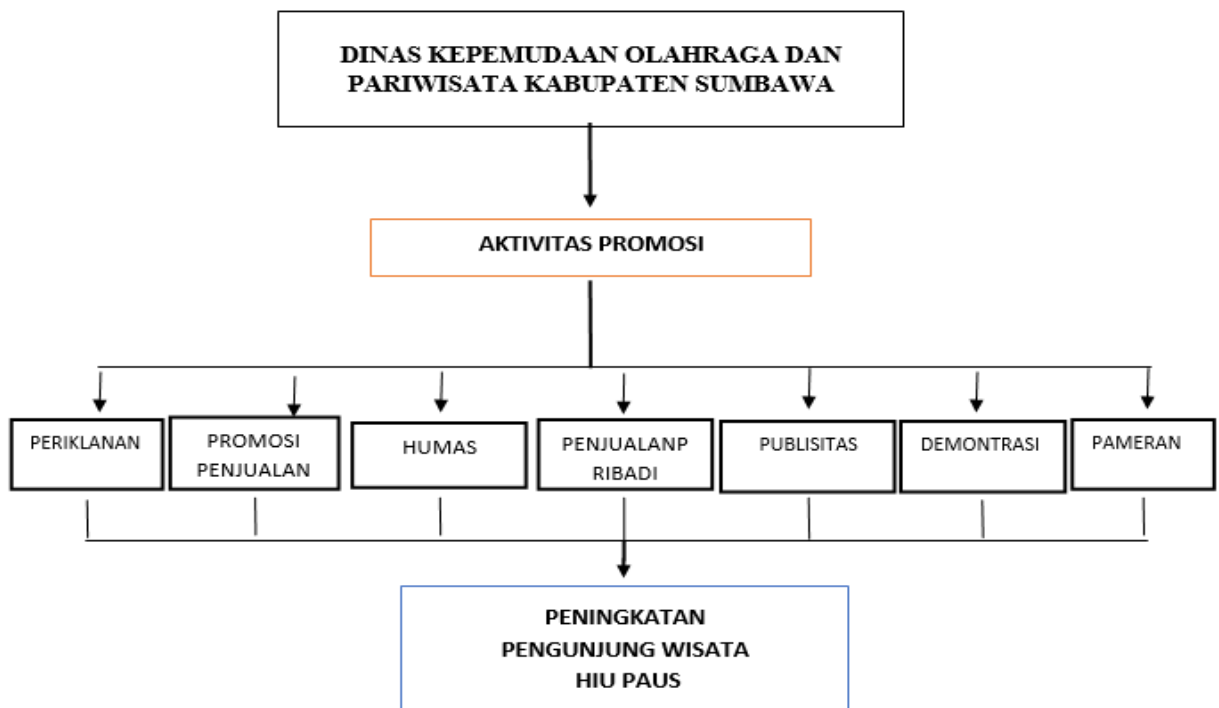 DINAS KEPEMUDAAN OLAHRAGA DAN
PARIWISATA KABUPATEN SUMBAWA
AKTIVITAS PROMOSI
PERIKLANAN
PROMOSI
PENJUALAN
HUMAS
PENJUALANP
RIBADI
PUBLISITAS
DEMONTRASI
PAMERAN
PENINGKATAN
PENGUNJUNG WISATA
HIU PAUS